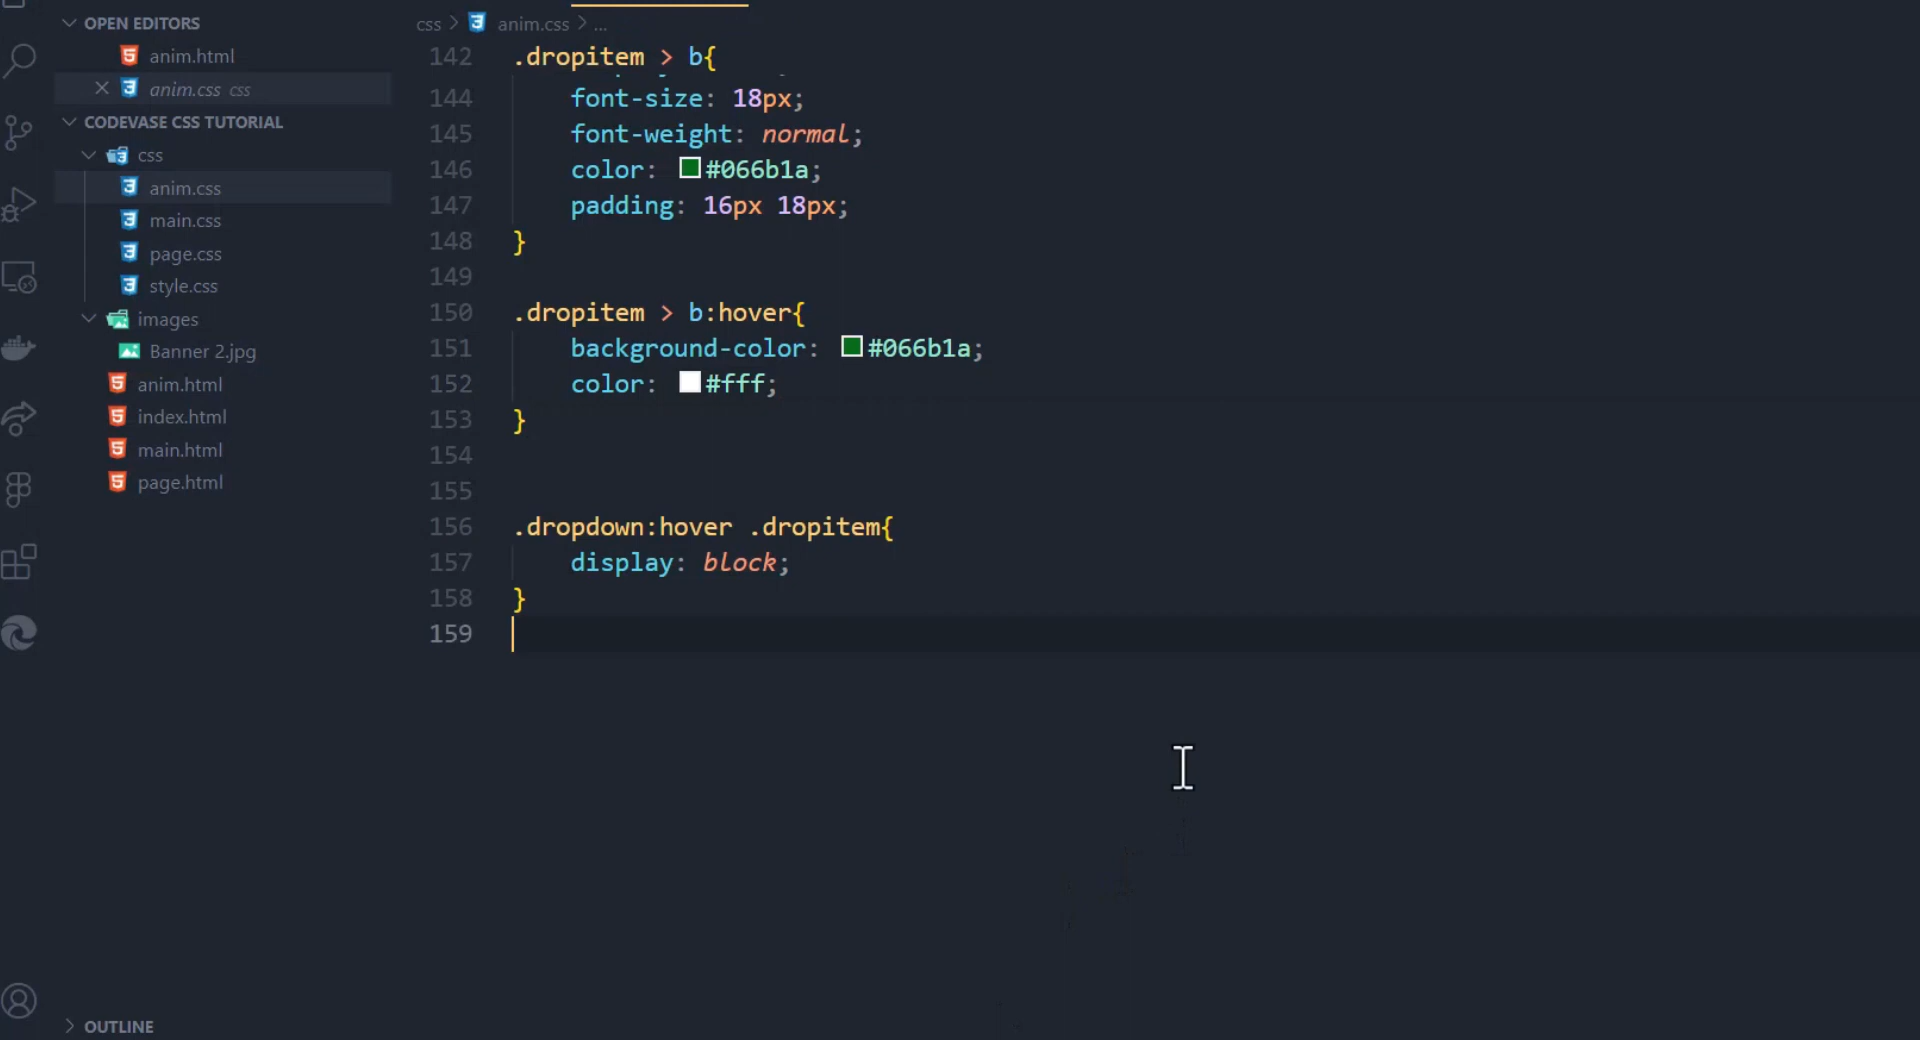 OPEN EDITORS
anim.html
anim.css css
CODEVASE CSS TUTORIAL
css
anim.css
main.css
page.css
style.css
images
Banner 2.jpg
anim.html
index.html
main.html
page.html
OUTLINE
css > anim.css > ...
142 .dropitem > b{
144 font-size: 18px;
145 font-weight: normal;
146 color: #066b1a;
147 padding: 16px 18px;
148 }
149
150 .dropitem > b:hover{
151 background-color: #066b1a;
152 color: #fff;
153 }
154
155
156 .dropdown:hover .dropitem{
157 display: block;
158 }
159